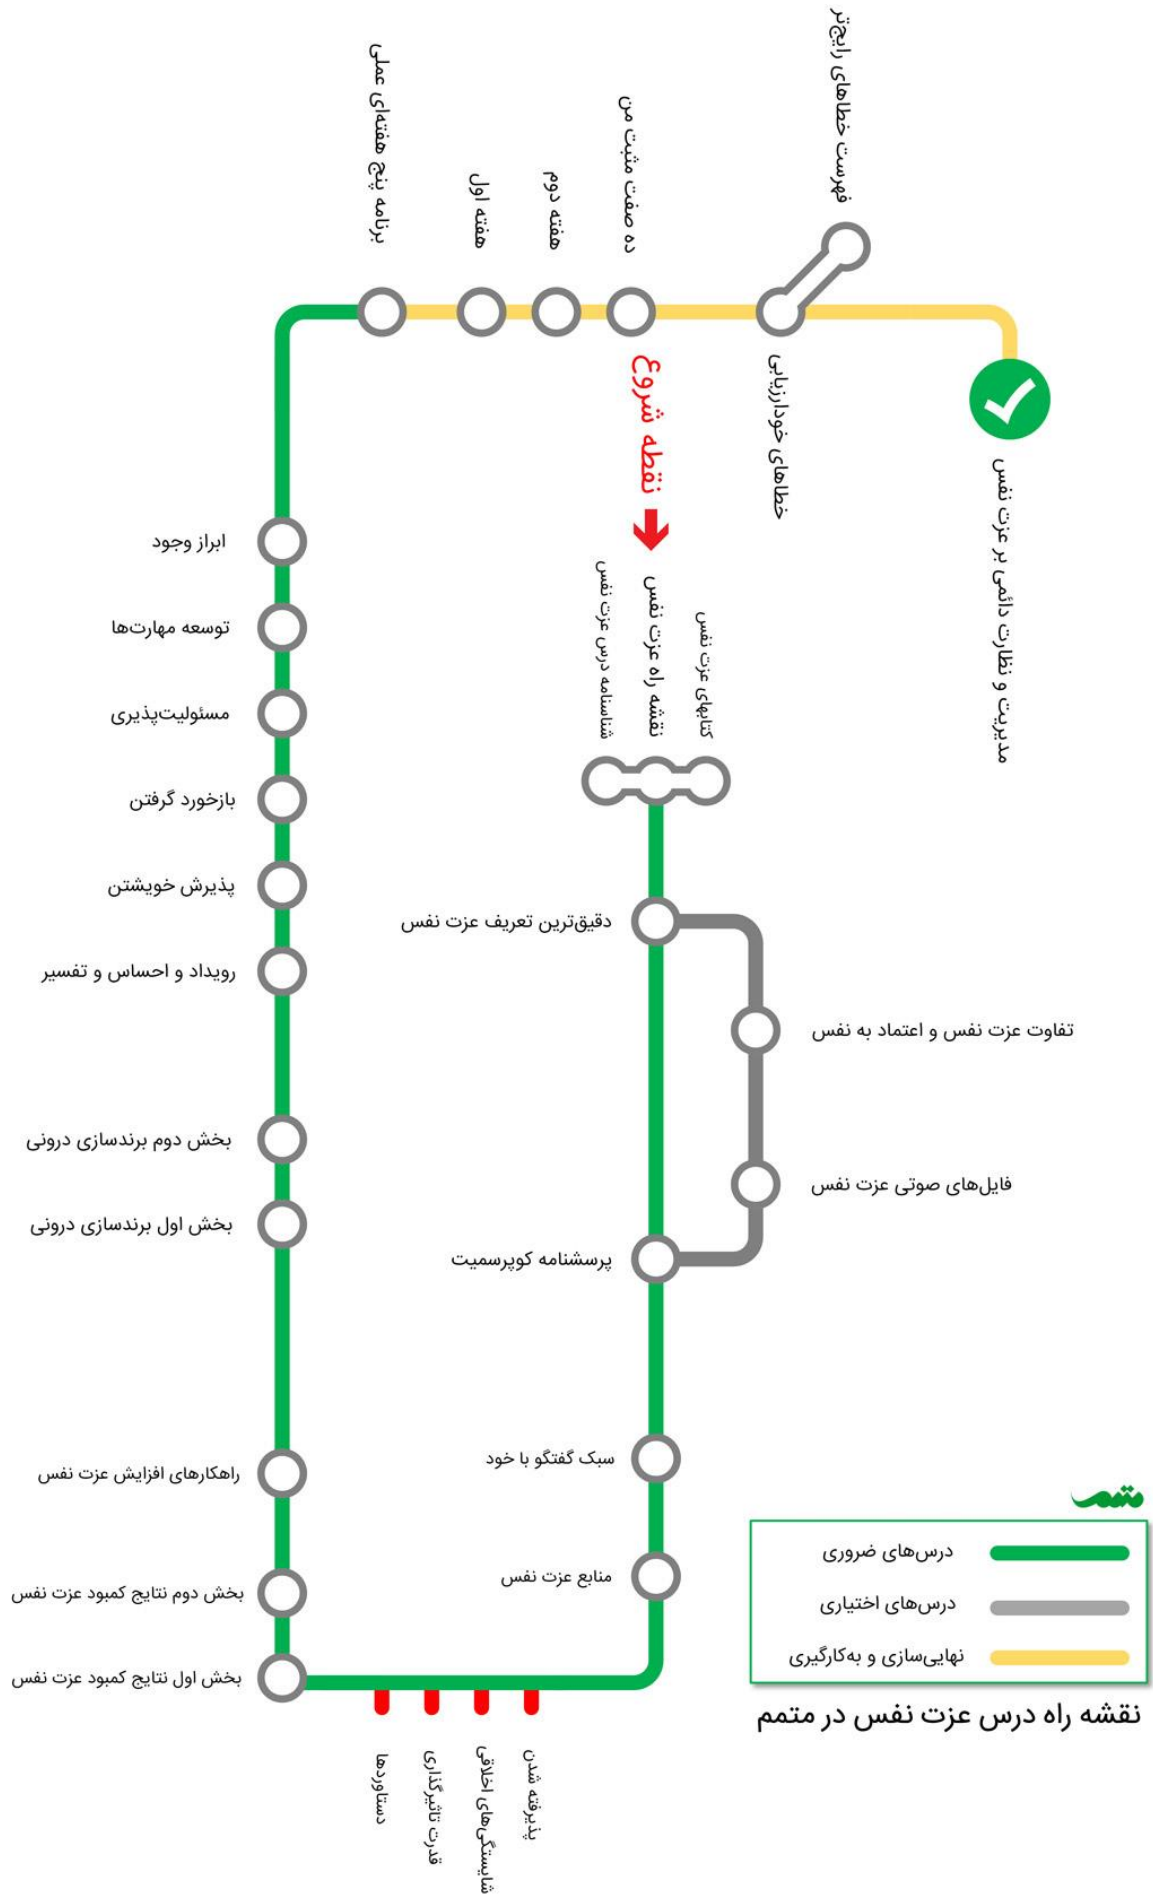 فهرست خطاهای رایج‌تر
برنامه پنج هفته‌ای عملی
هفته اول
هفته دوم
ده صفت مثبت من
خطاهای خودارزیابی
مدیریت و نظارت دائمی بر عزت نفس
نقطه شروع
شناسنامه درس عزت نفس
نقشه راه عزت نفس
کتابهای عزت نفس
دقیق‌ترین تعریف عزت نفس
تفاوت عزت نفس و اعتماد به نفس
فایل‌های صوتی عزت نفس
پرسشنامه کوپرسمیت
سبک گفتگو با خود
منابع عزت نفس
پذیرفته شدن
شایستگی‌های اخلاقی
قدرت تاثیرگذاری
دستاوردها
بخش اول نتایج کمبود عزت نفس
بخش دوم نتایج کمبود عزت نفس
راهکارهای افزایش عزت نفس
بخش اول برندسازی درونی
بخش دوم برندسازی درونی
رویداد و احساس و تفسیر
پذیرش خویشتن
بازخورد گرفتن
مسئولیت‌پذیری
توسعه مهارت‌ها
ابراز وجود
متمم
درس‌های ضروری
درس‌های اختیاری
نهایی‌سازی و به‌کارگیری
نقشه راه درس عزت نفس در متمم